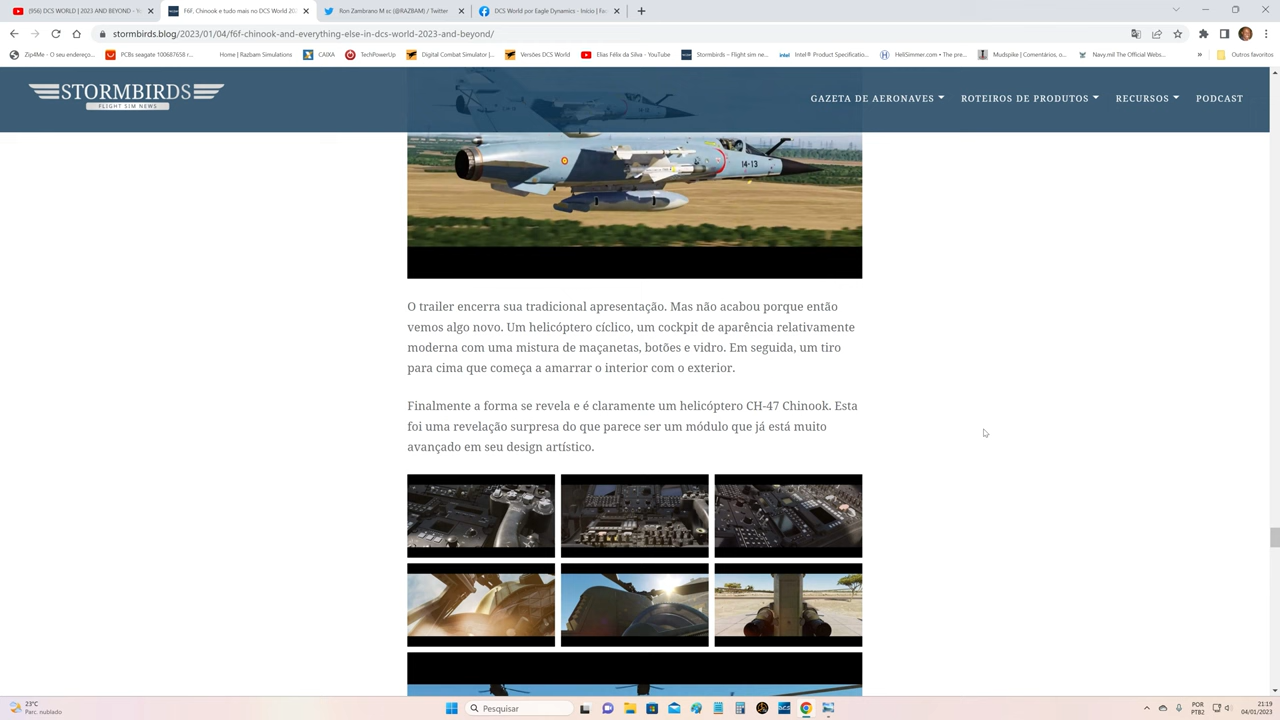 (956) DCS WORLD | 2023 AND BEYOND - Yo
F6F, Chinook e tudo mais no DCS World 202
Ron Zambrano M sc (@RAZBAM) / Twitter
DCS World por Eagle Dynamics - Início | Fac
stormbirds.blog/2023/01/04/f6f-chinook-and-everything-else-in-dcs-world-2023-and-beyond/
Zip4Me - O seu endereço...
PCBs seagate 100687658 r...
Home | Razbam Simulations
CAIXA
TechPowerUp
Digital Combat Simulator |...
Versões DCS World
Elias Félix da Silva - YouTube
Stormbirds – Flight sim ne...
Intel® Product Specificatio...
HeliSimmer.com • The pre...
Mudspike | Comentários, o...
Navy.mil The Official Webs...
»
Outros favoritos
STORMBIRDS
FLIGHT SIM NEWS
GAZETA DE AERONAVES
ROTEIROS DE PRODUTOS
RECURSOS
PODCAST
14-13
O trailer encerra sua tradicional apresentação. Mas não acabou porque então
vemos algo novo. Um helicóptero cíclico, um cockpit de aparência relativamente
moderna com uma mistura de maçanetas, botões e vidro. Em seguida, um tiro
para cima que começa a amarrar o interior com o exterior.
Finalmente a forma se revela e é claramente um helicóptero CH-47 Chinook. Esta
foi uma revelação surpresa do que parece ser um módulo que já está muito
avançado em seu design artístico.
23°C
Parc. nublado
Pesquisar
POR
PTB2
21:19
04/01/2023